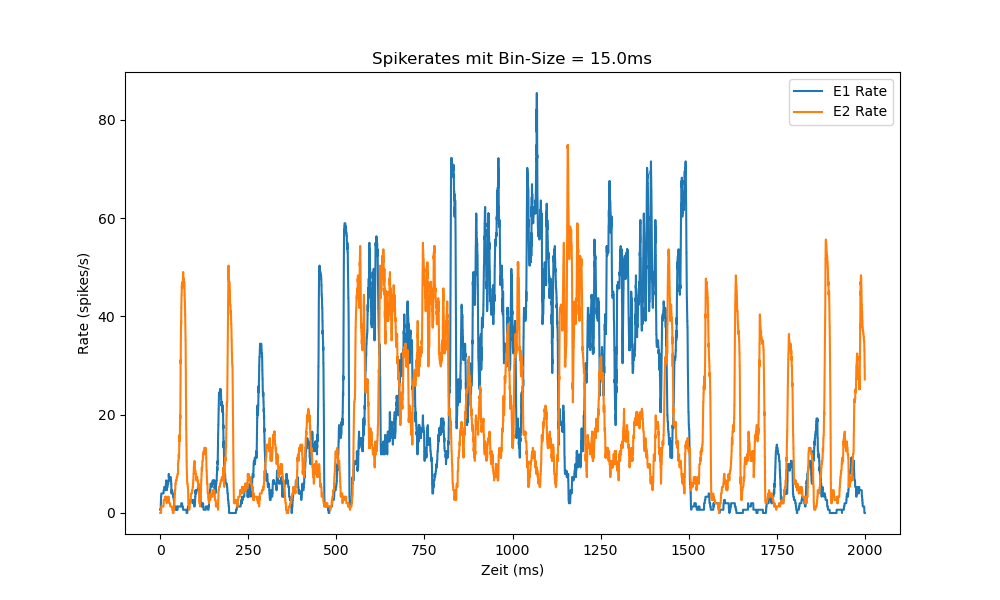 Spikerates mit Bin-Size = 15.0ms
E1 Rate
E2 Rate
Rate (spikes/s)
80
60
40
20
0
0 250 500 750 1000 1250 1500 1750 2000
Zeit (ms)